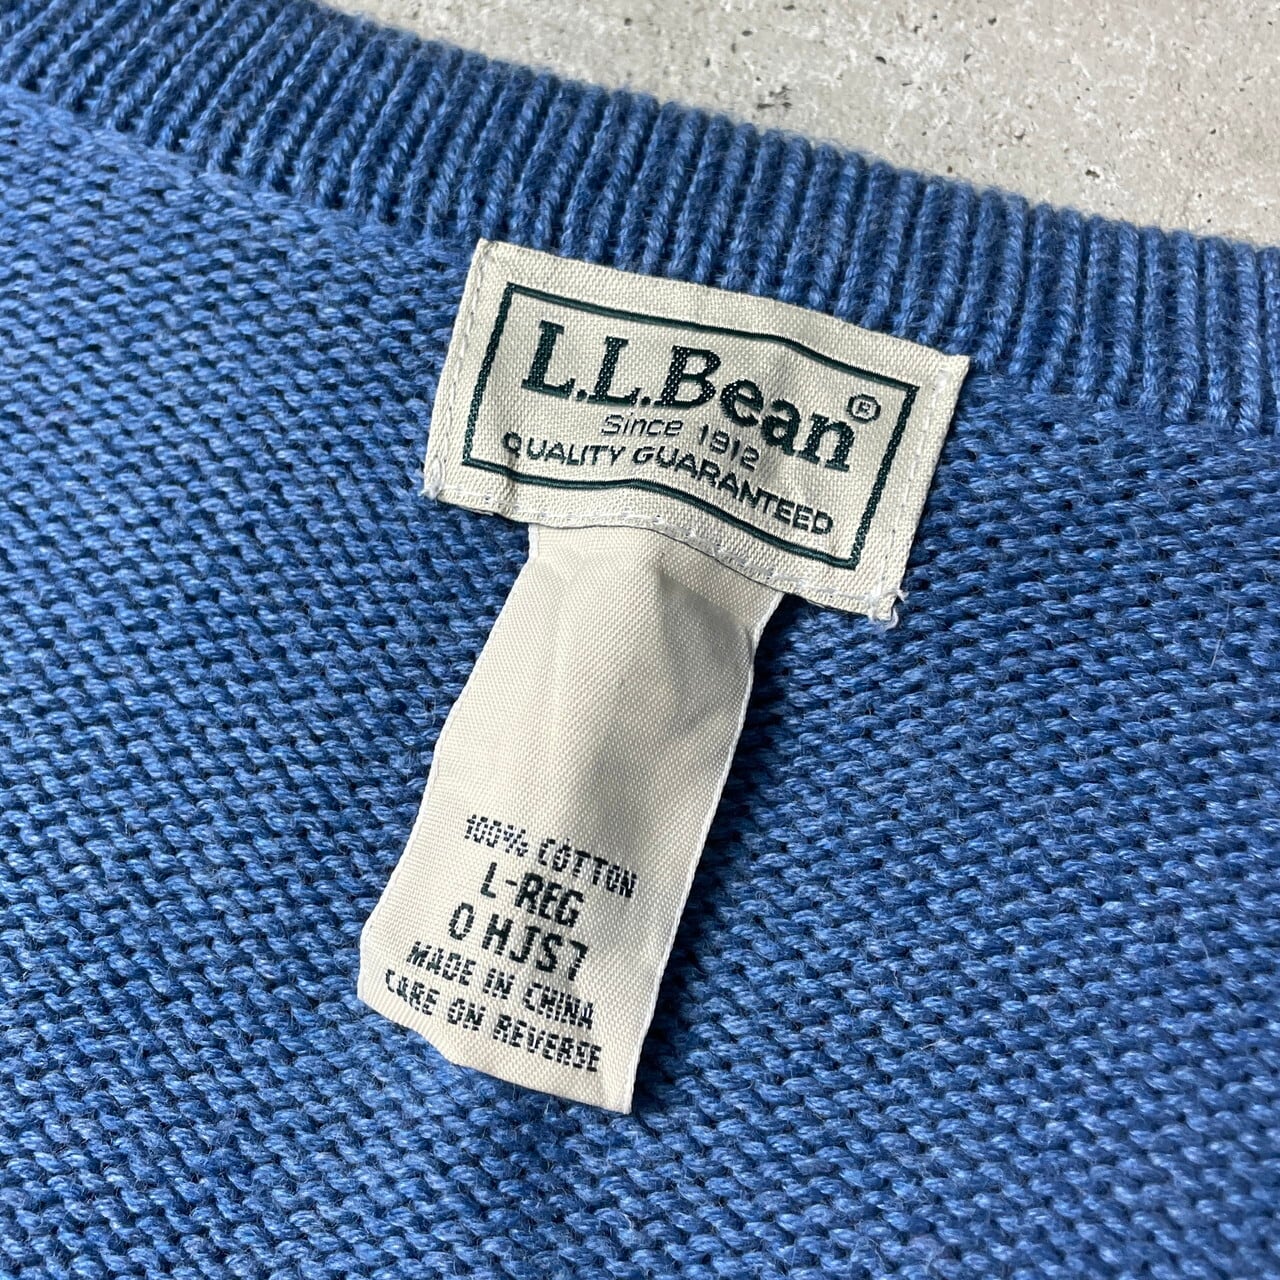 L.L.Bean®
Since 1912
QUALITY GUARANTEED
100% COTTON
L-REG
0 HJS7
MADE IN CHINA
CARE ON REVERSE